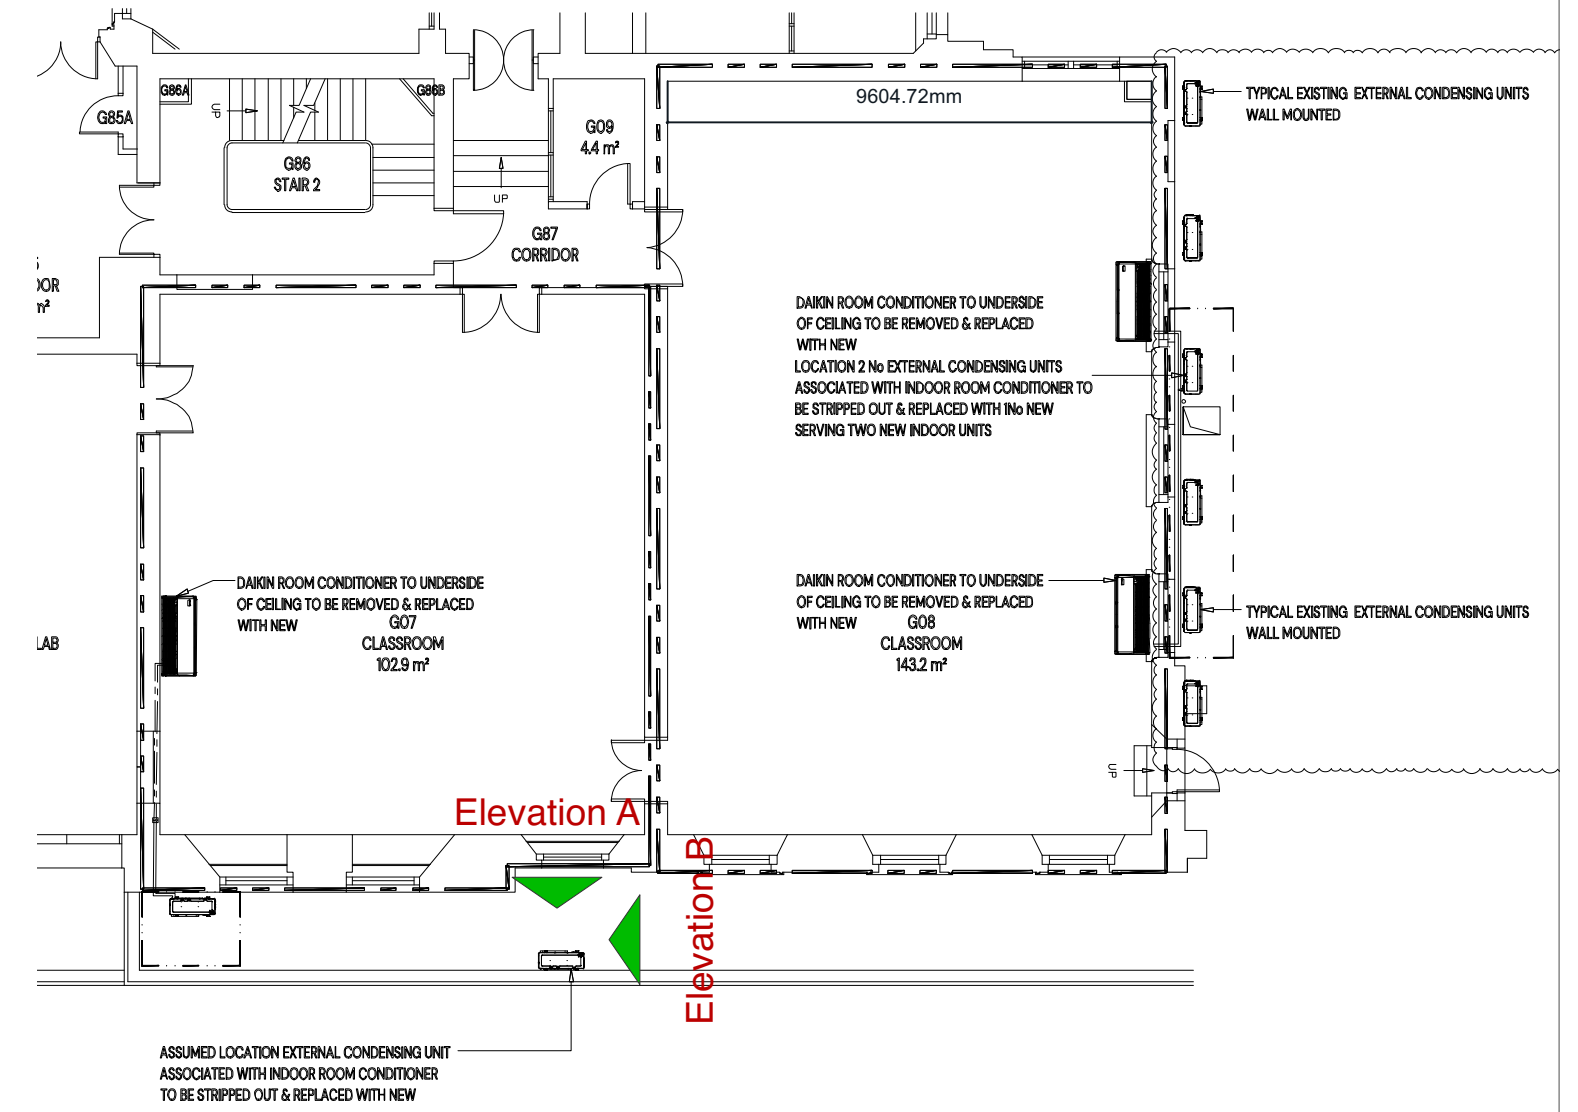 G86A
G86B
UP
G85A
G86
STAIR 2
G09
4.4 m²
UP
G87
CORRIDOR
9604.72mm
TYPICAL EXISTING EXTERNAL CONDENSING UNITS
WALL MOUNTED
DAIKIN ROOM CONDITIONER TO UNDERSIDE
OF CEILING TO BE REMOVED & REPLACED
WITH NEW
LOCATION 2 No EXTERNAL CONDENSING UNITS
ASSOCIATED WITH INDOOR ROOM CONDITIONER TO
BE STRIPPED OUT & REPLACED WITH 1No NEW
SERVING TWO NEW INDOOR UNITS
DAIKIN ROOM CONDITIONER TO UNDERSIDE
OF CEILING TO BE REMOVED & REPLACED
WITH NEW
G07
CLASSROOM
102.9 m²
DAIKIN ROOM CONDITIONER TO UNDERSIDE
OF CEILING TO BE REMOVED & REPLACED
WITH NEW
G08
CLASSROOM
143.2 m²
TYPICAL EXISTING EXTERNAL CONDENSING UNITS
WALL MOUNTED
LAB
UP
Elevation A
Elevation B
ASSUMED LOCATION EXTERNAL CONDENSING UNIT
ASSOCIATED WITH INDOOR ROOM CONDITIONER
TO BE STRIPPED OUT & REPLACED WITH NEW